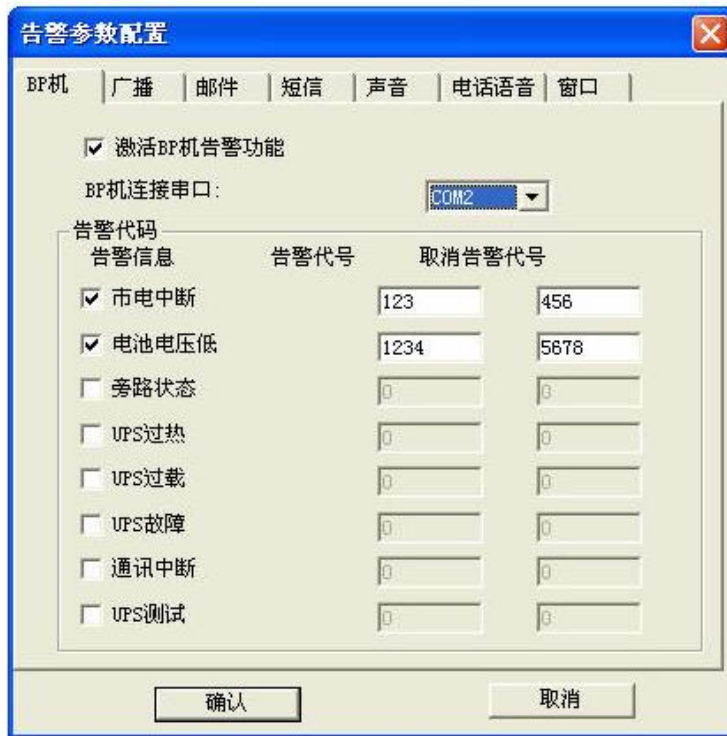 告警参数配置
BP机 广播 邮件 短信 声音 电话语音 窗口
激活BP机告警功能
BP机连接串口: COM2
告警代码
告警信息 告警代号 取消告警代号
市电中断 123 456
电池电压低 1234 5678
旁路状态 0 0
UPS过热 0 0
UPS过载 0 0
UPS故障 0 0
通讯中断 0 0
UPS测试 0 0
确认 取消